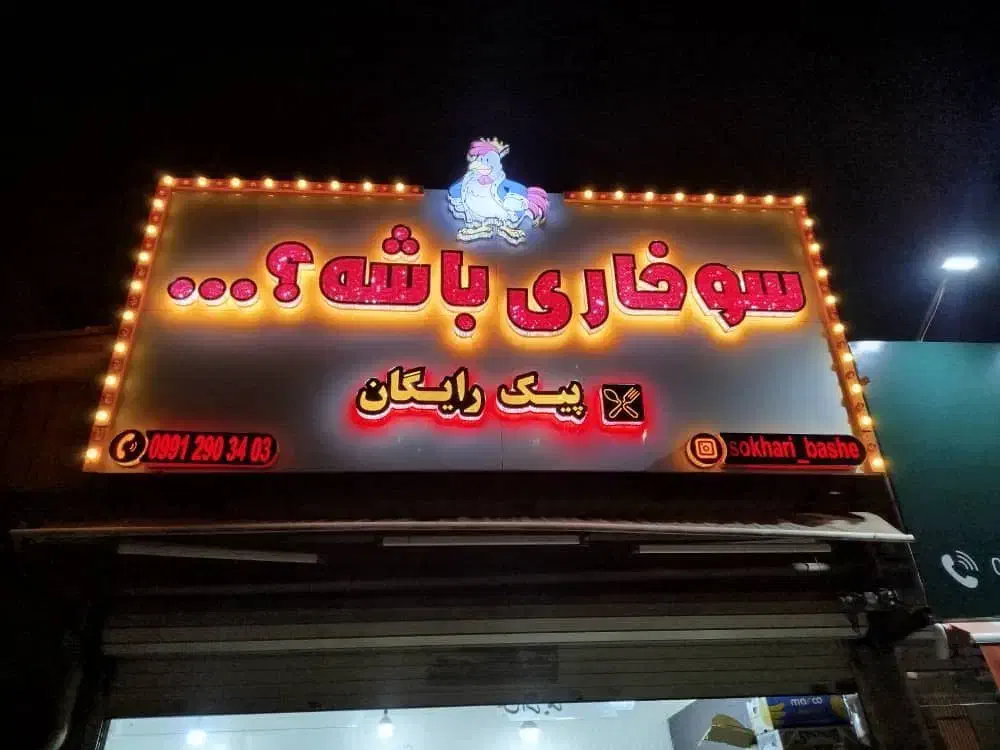 سوخاری باشه؟...
پیک رایگان
0991 290 34 03
sokhari_bashe